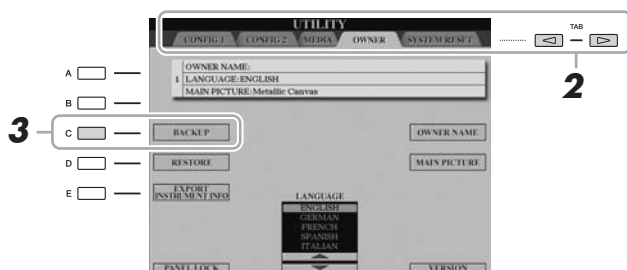 UTILITY
CONFIG 1 CONFIG 2 MEDIA OWNER SYSTEM RESET
TAB
2
OWNER NAME:
1 LANGUAGE:ENGLISH
MAIN PICTURE:Metallic Canvas
A
B
3 C BACKUP OWNER NAME
D RESTORE MAIN PICTURE
E EXPORT
INSTRUMENT INFO
LANGUAGE
ENGLISH
GERMAN
FRENCH
SPANISH
ITALIAN
PANEL LOCK VERSION